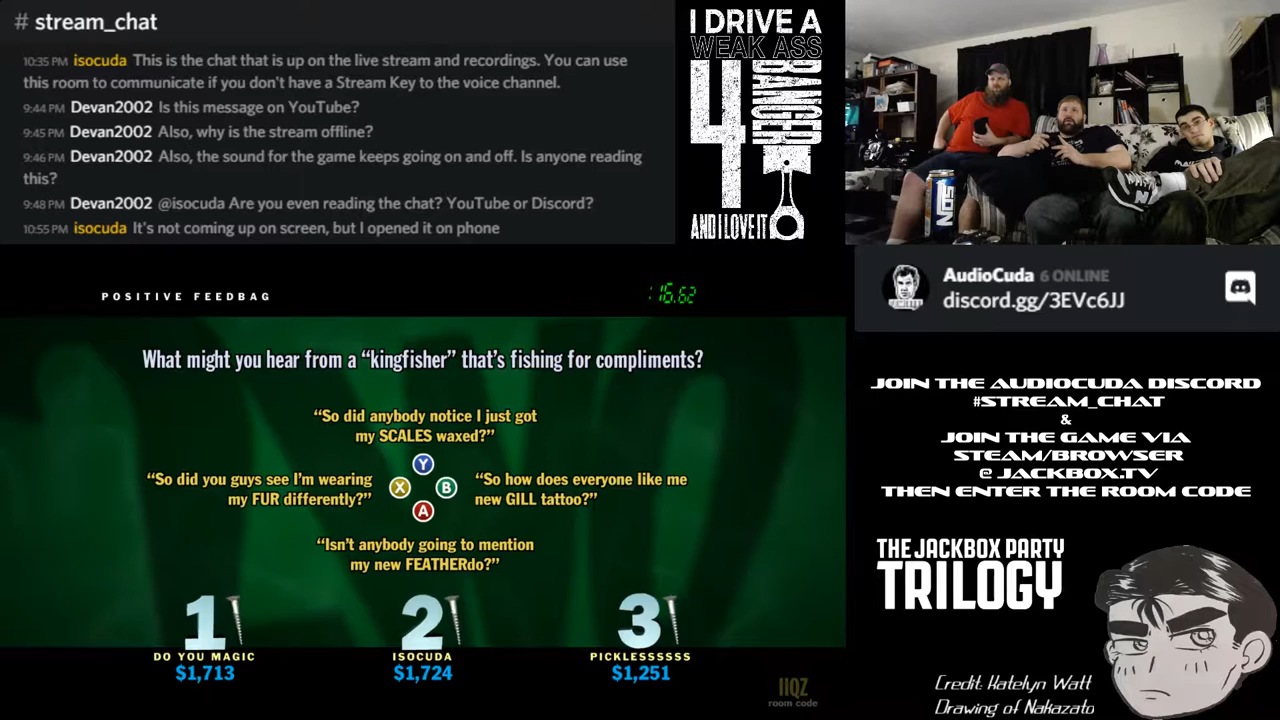 # stream_chat
10:35 PM isocuda This is the chat that is up on the live stream and recordings. You can use
this room to communicate if you don't have a Steam Key to the voice channel.
9:44 PM Devan2002 Is this message on YouTube?
9:45 PM Devan2002 Also, why is the stream offline?
9:46 PM Devan2002 Also, the sound for the game keeps going on and off. Is anyone reading
this?
9:48 PM Devan2002 @isocuda Are you even reading the chat? YouTube or Discord?
10:55 PM isocuda It's not coming up on screen, but I opened it on phone
I DRIVE A
WEAK ASS
4 BANGER
AND I LOVE IT
NOS
AudioCuda 6 ONLINE
discord.gg/3EVc6JJ
POSITIVE FEEDBAG
:16.62
What might you hear from a “kingfisher” that's fishing for compliments?
“So did anybody notice I just got
my SCALES waxed?”
“So did you guys see I'm wearing
my FUR differently?”
Y
X
B
A
“So how does everyone like me
new GILL tattoo?”
“Isn't anybody going to mention
my new FEATHERdo?”
1
DO YOU MAGIC
$1,713
2
ISOCUDA
$1,724
3
PICKLESSSSSS
$1,251
IIQZ
room code
JOIN THE AUDIOCUDA DISCORD
#STREAM_CHAT
&
JOIN THE GAME VIA
STEAM/BROWSER
@ JACKBOX.TV
THEN ENTER THE ROOM CODE
THE JACKBOX PARTY
TRILOGY
Credit: Katelyn Watt
Drawing of Nakazato